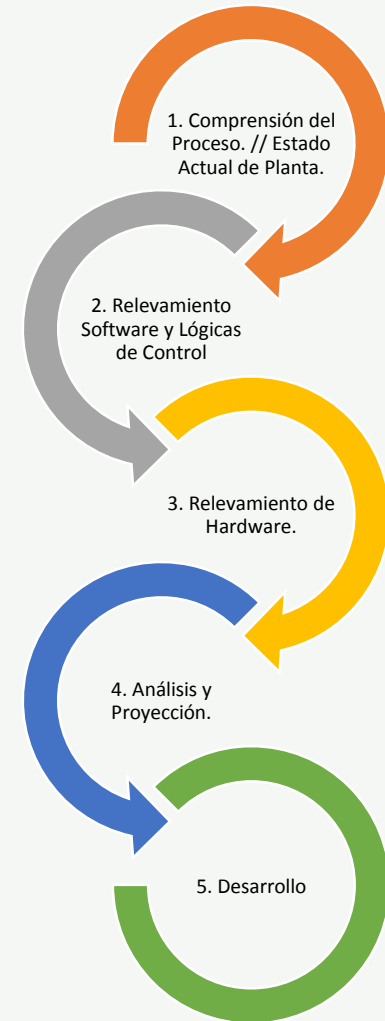 1. Comprensión del
Proceso. // Estado
Actual de Planta.
2. Relevamiento
Software y Lógicas
de Control
3. Relevamiento de
Hardware.
4. Análisis y
Proyección.
5. Desarrollo